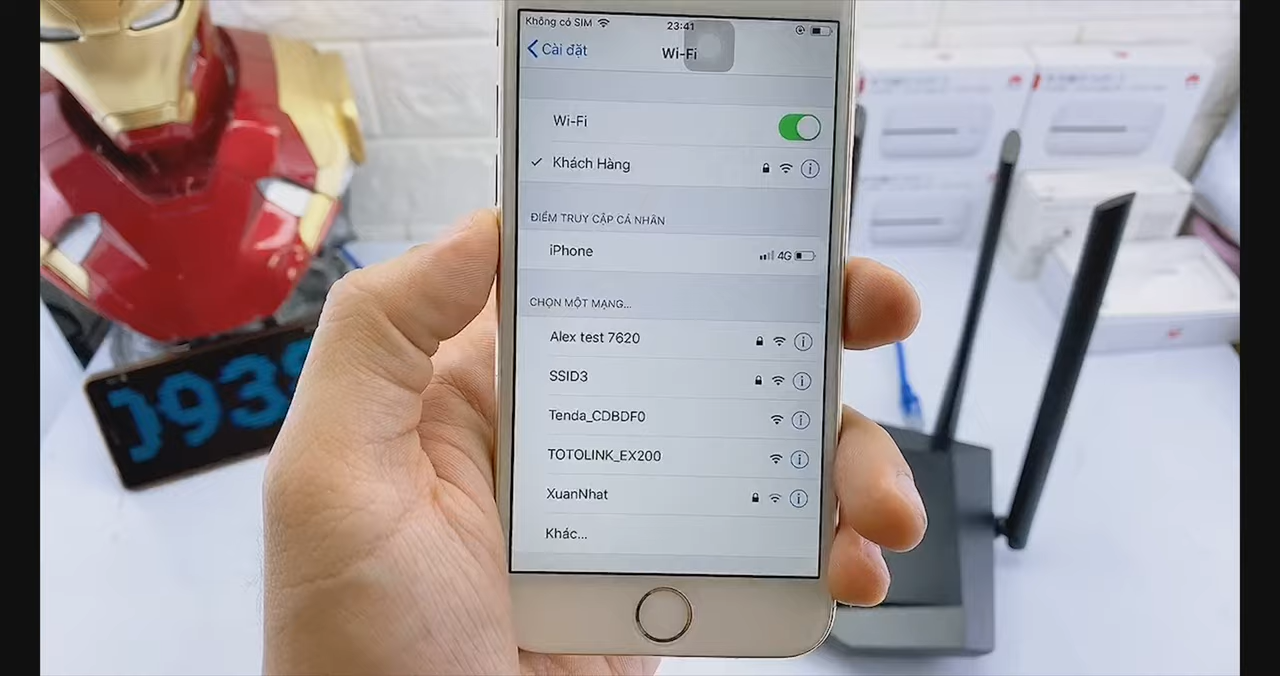 Không có SIM
23:41
Cài đặt
Wi-Fi
Wi-Fi
Khách Hàng
ĐIỂM TRUY CẬP CÁ NHÂN
iPhone
4G
CHỌN MỘT MẠNG...
Alex test 7620
SSID3
Tenda_CDBDF0
TOTOLINK_EX200
XuanNhat
Khác...